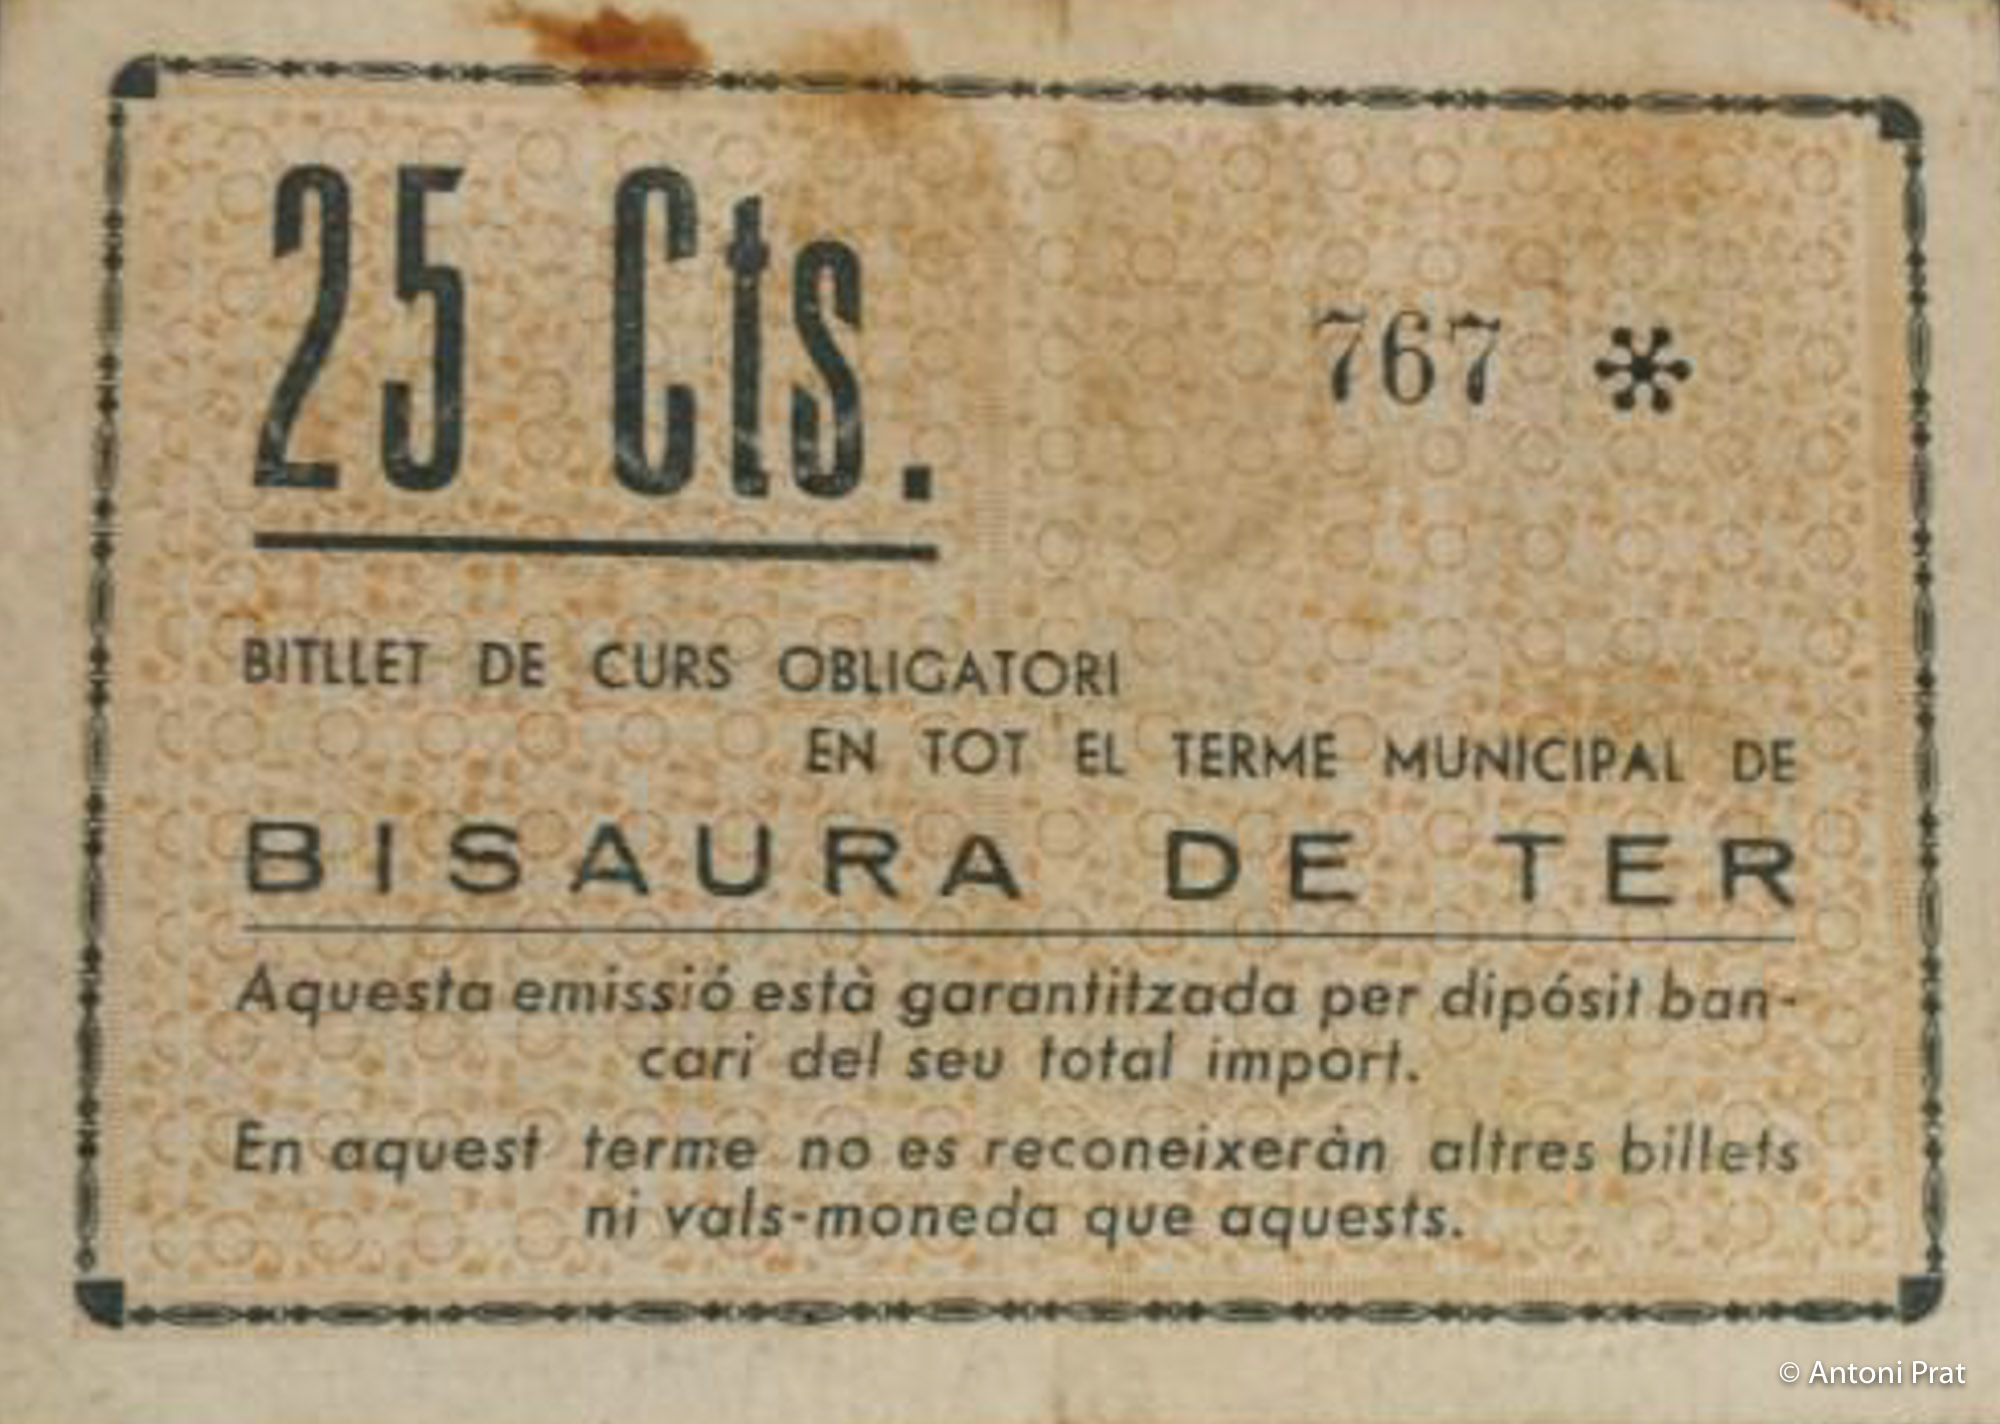 25 Cts.
767 *
BITLLET DE CURS OBLIGATORI
EN TOT EL TERME MUNICIPAL DE
BISAURA DE TER
Aquesta emissió està garantitzada per dipósit ban-
cari del seu total import.
En aquest terme no es reconeixeràn altres billets
ni vals-moneda que aquests.
© Antoni Prat